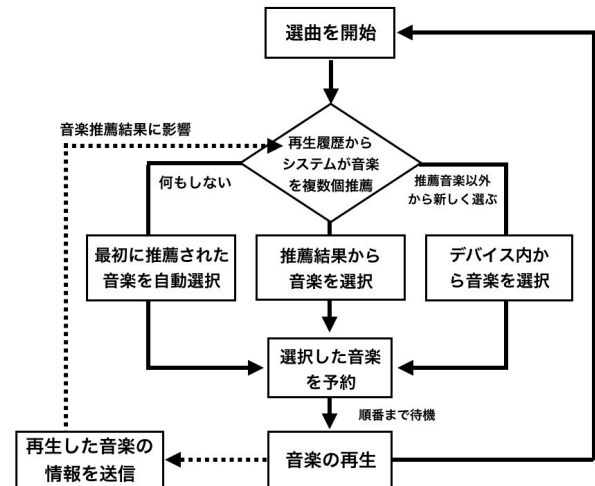 選曲を開始
音楽推薦結果に影響
再生履歴から
システムが音楽
を複数個推薦
何もしない
推薦音楽以外
から新しく選ぶ
最初に推薦された
音楽を自動選択
推薦結果から
音楽を選択
デバイス内か
ら音楽を選択
選択した音楽
を予約
順番まで待機
再生した音楽の
情報を送信
音楽の再生